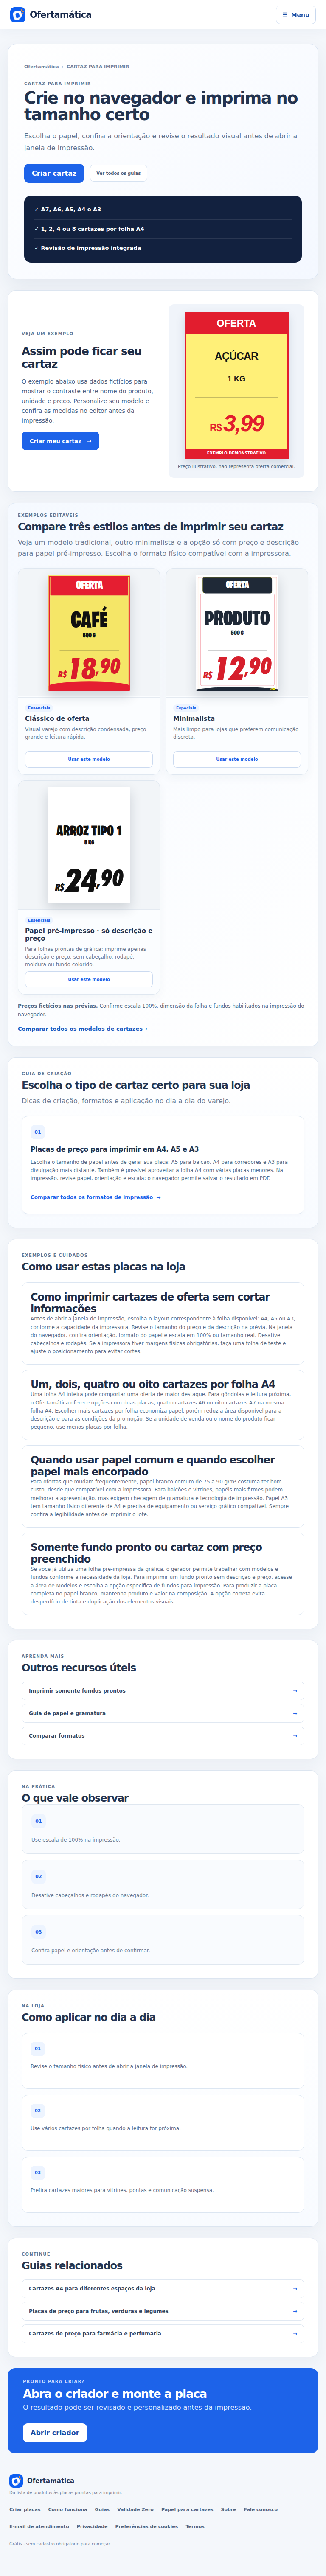 Ofertamática
☰ Menu
Ofertamática › CARTAZ PARA IMPRIMIR
CARTAZ PARA IMPRIMIR
Crie no navegador e imprima no
tamanho certo
Escolha o papel, confira a orientação e revise o resultado visual antes de abrir a
janela de impressão.
Criar cartaz
Ver todos os guias
✓ A7, A6, A5, A4 e A3
✓ 1, 2, 4 ou 8 cartazes por folha A4
✓ Revisão de impressão integrada
VEJA UM EXEMPLO
Assim pode ficar seu
cartaz
O exemplo abaixo usa dados fictícios para
mostrar o contraste entre nome do produto,
unidade e preço. Personalize seu modelo e
confira as medidas no editor antes da
impressão.
Criar meu cartaz →
OFERTA
AÇÚCAR
1 KG
R$ 3,99
EXEMPLO DEMONSTRATIVO
Preço ilustrativo, não representa oferta comercial.
EXEMPLOS EDITÁVEIS
Compare três estilos antes de imprimir seu cartaz
Veja um modelo tradicional, outro minimalista e a opção só com preço e descrição
para papel pré-impresso. Escolha o formato físico compatível com a impressora.
OFERTA
CAFÉ
500 G
R$ 18,90
Essenciais
Clássico de oferta
Visual varejo com descrição condensada, preço
grande e leitura rápida.
Usar este modelo
OFERTA
PRODUTO
500 G
R$ 12,90
Especiais
Minimalista
Mais limpo para lojas que preferem comunicação
discreta.
Usar este modelo
ARROZ TIPO 1
5 KG
R$ 24,90
Essenciais
Papel pré-impresso · só descrição e
preço
Para folhas prontas de gráfica: imprime apenas
descrição e preço, sem cabeçalho, rodapé,
moldura ou fundo colorido.
Usar este modelo
Preços fictícios nas prévias. Confirme escala 100%, dimensão da folha e fundos habilitados na impressão do
navegador.
Comparar todos os modelos de cartazes→
GUIA DE CRIAÇÃO
Escolha o tipo de cartaz certo para sua loja
Dicas de criação, formatos e aplicação no dia a dia do varejo.
01
Placas de preço para imprimir em A4, A5 e A3
Escolha o tamanho de papel antes de gerar sua placa: A5 para balcão, A4 para corredores e A3 para
divulgação mais distante. Também é possível aproveitar a folha A4 com várias placas menores. Na
impressão, revise papel, orientação e escala; o navegador permite salvar o resultado em PDF.
Comparar todos os formatos de impressão →
EXEMPLOS E CUIDADOS
Como usar estas placas na loja
Como imprimir cartazes de oferta sem cortar
informações
Antes de abrir a janela de impressão, escolha o layout correspondente à folha disponível: A4, A5 ou A3,
conforme a capacidade da impressora. Revise o tamanho do preço e da descrição na prévia. Na janela
do navegador, confira orientação, formato do papel e escala em 100% ou tamanho real. Desative
cabeçalhos e rodapés. Se a impressora tiver margens físicas obrigatórias, faça uma folha de teste e
ajuste o posicionamento para evitar cortes.
Um, dois, quatro ou oito cartazes por folha A4
Uma folha A4 inteira pode comportar uma oferta de maior destaque. Para gôndolas e leitura próxima,
o Ofertamática oferece opções com duas placas, quatro cartazes A6 ou oito cartazes A7 na mesma
folha A4. Escolher mais cartazes por folha economiza papel, porém reduz a área disponível para a
descrição e para as condições da promoção. Se a unidade de venda ou o nome do produto ficar
pequeno, use menos placas por folha.
Quando usar papel comum e quando escolher
papel mais encorpado
Para ofertas que mudam frequentemente, papel branco comum de 75 a 90 g/m² costuma ter bom
custo, desde que compatível com a impressora. Para balcões e vitrines, papéis mais firmes podem
melhorar a apresentação, mas exigem checagem de gramatura e tecnologia de impressão. Papel A3
tem tamanho físico diferente de A4 e precisa de equipamento ou serviço gráfico compatível. Sempre
confira a legibilidade antes de imprimir o lote.
Somente fundo pronto ou cartaz com preço
preenchido
Se você já utiliza uma folha pré-impressa da gráfica, o gerador permite trabalhar com modelos e
fundos conforme a necessidade da loja. Para imprimir um fundo pronto sem descrição e preço, acesse
a área de Modelos e escolha a opção específica de fundos para impressão. Para produzir a placa
completa no papel branco, mantenha produto e valor na composição. A opção correta evita
desperdício de tinta e duplicação dos elementos visuais.
APRENDA MAIS
Outros recursos úteis
Imprimir somente fundos prontos →
Guia de papel e gramatura →
Comparar formatos →
NA PRÁTICA
O que vale observar
01
Use escala de 100% na impressão.
02
Desative cabeçalhos e rodapés do navegador.
03
Confira papel e orientação antes de confirmar.
NA LOJA
Como aplicar no dia a dia
01
Revise o tamanho físico antes de abrir a janela de impressão.
02
Use vários cartazes por folha quando a leitura for próxima.
03
Prefira cartazes maiores para vitrines, pontas e comunicação suspensa.
CONTINUE
Guias relacionados
Cartazes A4 para diferentes espaços da loja →
Placas de preço para frutas, verduras e legumes →
Cartazes de preço para farmácia e perfumaria →
PRONTO PARA CRIAR?
Abra o criador e monte a placa
O resultado pode ser revisado e personalizado antes da impressão.
Abrir criador
Ofertamática
Da lista de produtos às placas prontas para imprimir.
Criar placas Como funciona Guias Validade Zero Papel para cartazes Sobre Fale conosco
E-mail de atendimento Privacidade Preferências de cookies Termos
Grátis · sem cadastro obrigatório para começar